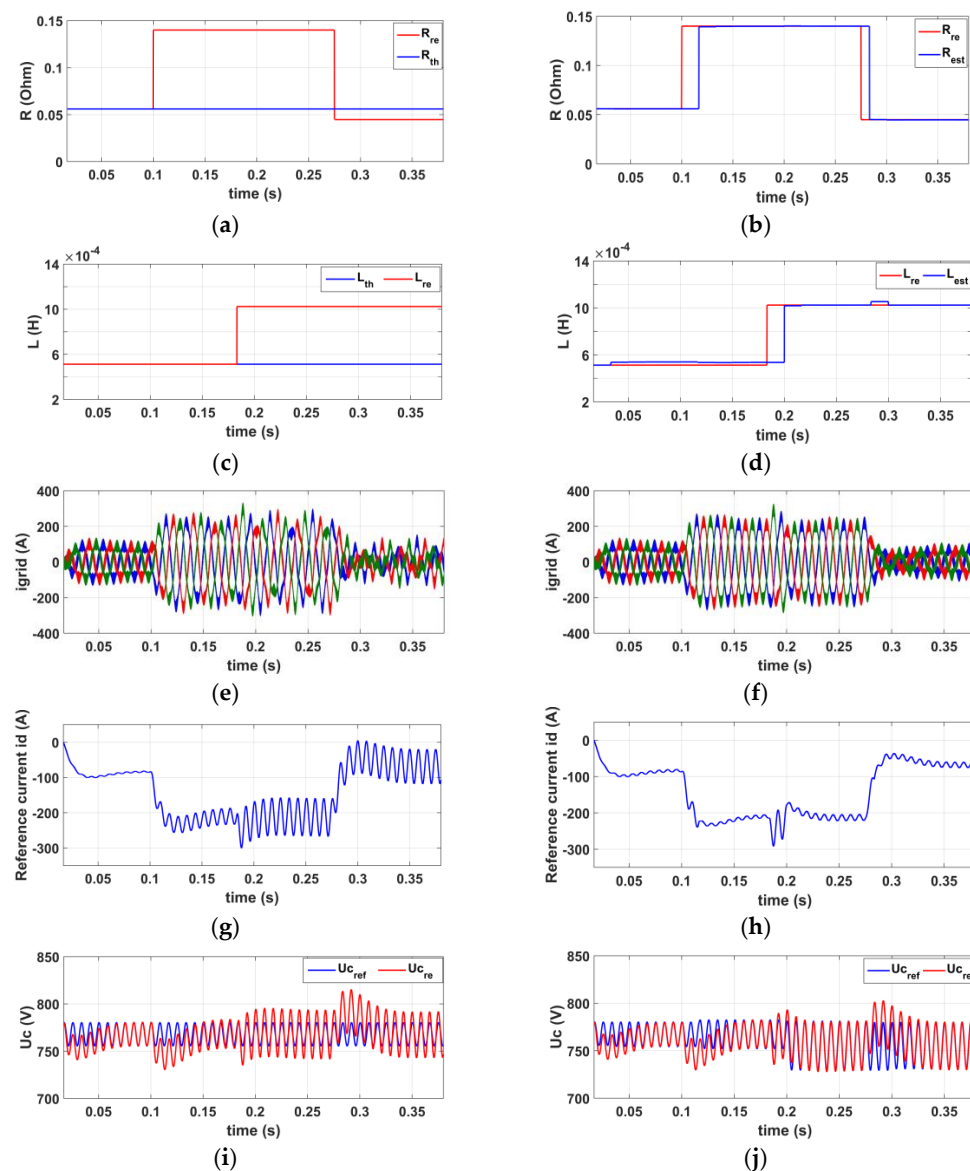 0.15
0.1
0.05
0
R (Ohm)
R_re
R_th
0.05 0.1 0.15 0.2 0.25 0.3 0.35
time (s)
(a)
0.15
0.1
0.05
0
R (Ohm)
R_re
R_est
0.05 0.1 0.15 0.2 0.25 0.3 0.35
time (s)
(b)
×10^-4
14
10
6
2
L (H)
L_th L_re
0.05 0.1 0.15 0.2 0.25 0.3 0.35
time (s)
(c)
×10^-4
14
10
6
2
L (H)
L_re L_est
0.05 0.1 0.15 0.2 0.25 0.3 0.35
time (s)
(d)
400
200
0
-200
-400
igrid (A)
0.05 0.1 0.15 0.2 0.25 0.3 0.35
time (s)
(e)
400
200
0
-200
-400
igrid (A)
0.05 0.1 0.15 0.2 0.25 0.3 0.35
time (s)
(f)
0
-100
-200
-300
Reference current id (A)
0.05 0.1 0.15 0.2 0.25 0.3 0.35
time (s)
(g)
0
-100
-200
-300
Reference current id (A)
0.05 0.1 0.15 0.2 0.25 0.3 0.35
time (s)
(h)
850
800
750
700
Uc (V)
Uc_ref Uc_re
0.05 0.1 0.15 0.2 0.25 0.3 0.35
time (s)
(i)
850
800
750
700
Uc (V)
Uc_ref Uc_re
0.05 0.1 0.15 0.2 0.25 0.3 0.35
time (s)
(j)